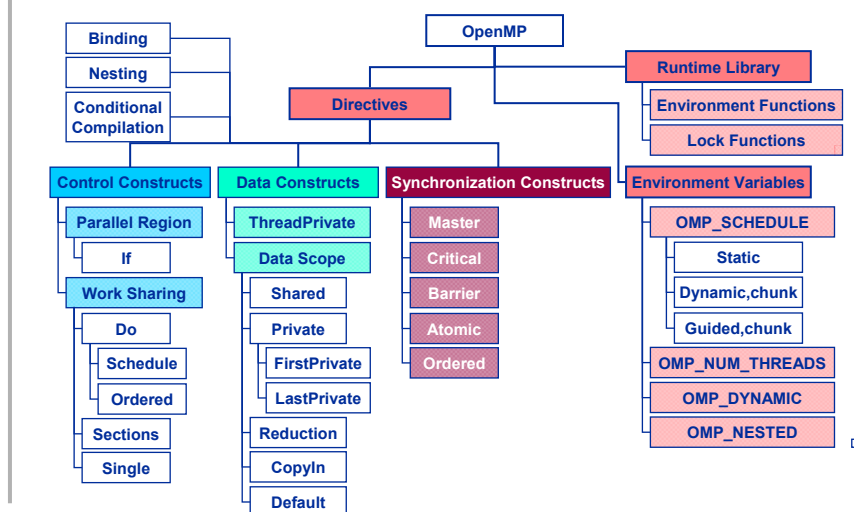 OpenMP
Binding
Nesting
Conditional
Compilation
Directives
Runtime Library
Environment Functions
Lock Functions
Control Constructs
Parallel Region
If
Work Sharing
Do
Schedule
Ordered
Sections
Single
Data Constructs
ThreadPrivate
Data Scope
Shared
Private
FirstPrivate
LastPrivate
Reduction
CopyIn
Default
Synchronization Constructs
Master
Critical
Barrier
Atomic
Ordered
Environment Variables
OMP_SCHEDULE
Static
Dynamic,chunk
Guided,chunk
OMP_NUM_THREADS
OMP_DYNAMIC
OMP_NESTED